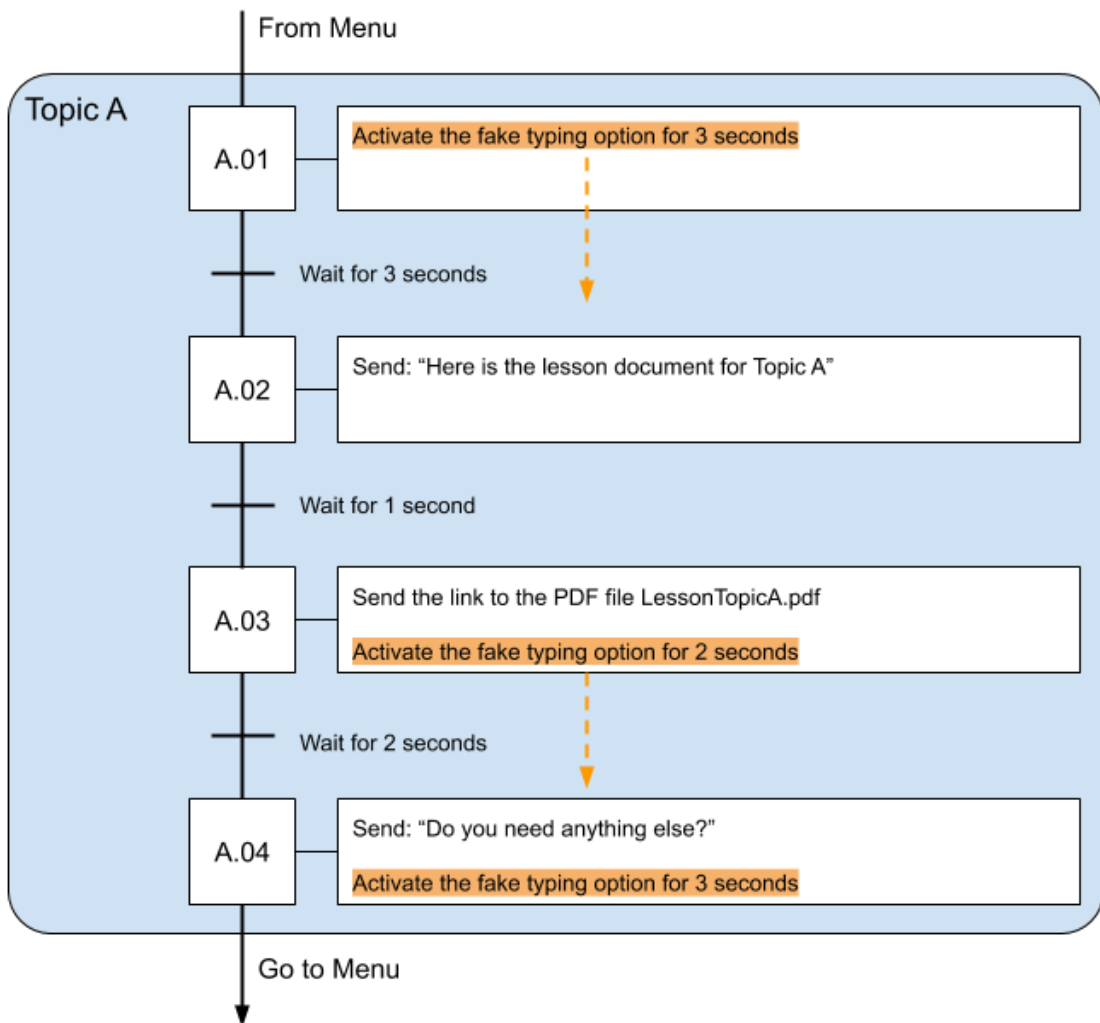 From Menu
Topic A
A.01
Activate the fake typing option for 3 seconds
Wait for 3 seconds
A.02
Send: “Here is the lesson document for Topic A”
Wait for 1 second
A.03
Send the link to the PDF file LessonTopicA.pdf
Activate the fake typing option for 2 seconds
Wait for 2 seconds
A.04
Send: “Do you need anything else?”
Activate the fake typing option for 3 seconds
Go to Menu